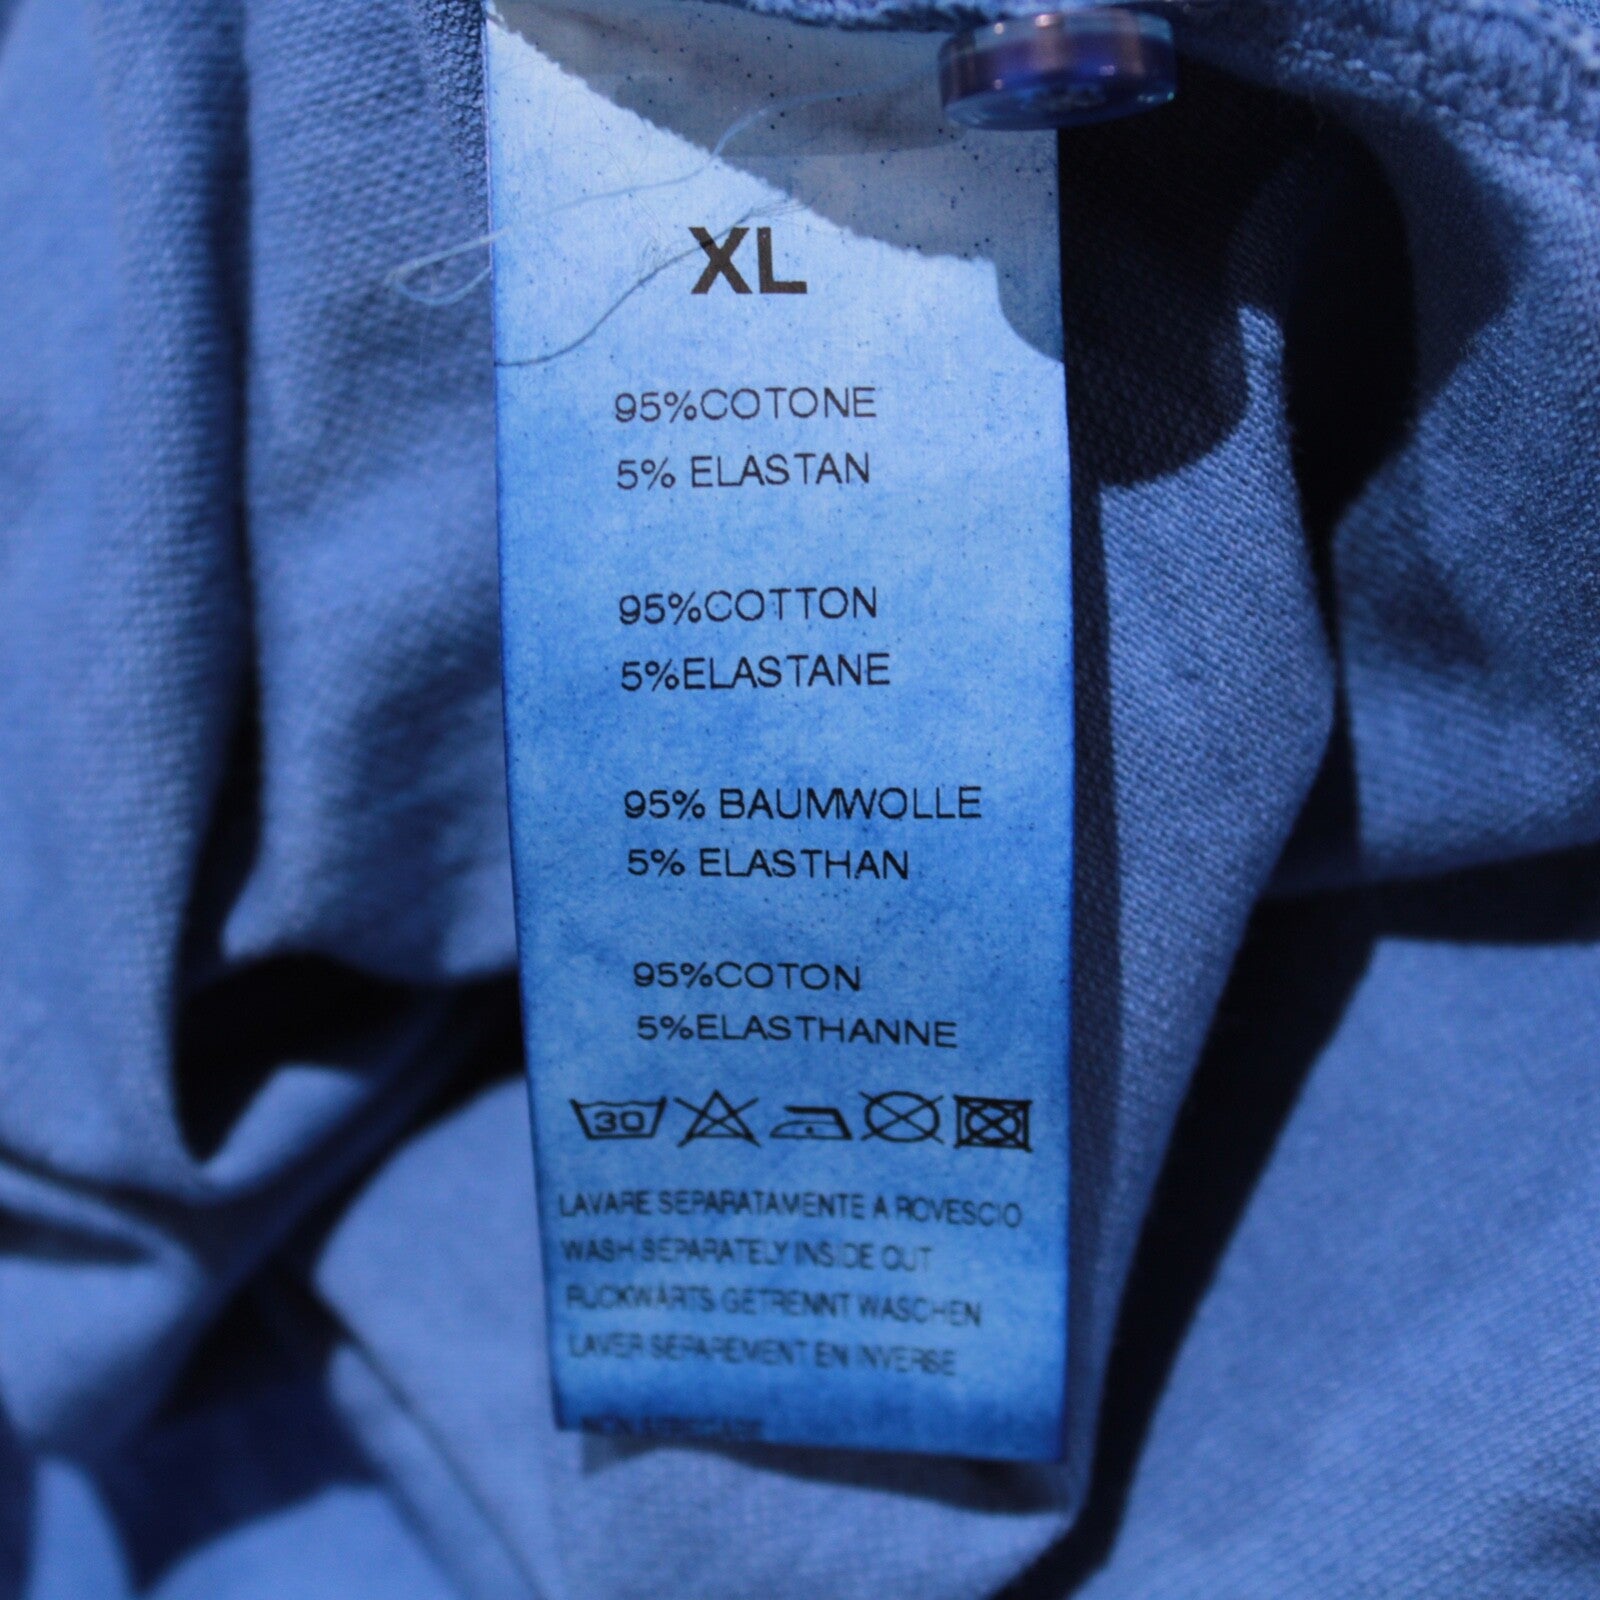 XL
95%COTONE
5% ELASTAN
95%COTTON
5%ELASTANE
95% BAUMWOLLE
5% ELASTHAN
95%COTON
5%ELASTHANNE
30
LAVARE SEPARATAMENTE A ROVESCIO
WASH SEPARATELY INSIDE OUT
RUCKWARTS GETRENNT WASCHEN
LAVER SEPAREMENT EN INVERSE
NON